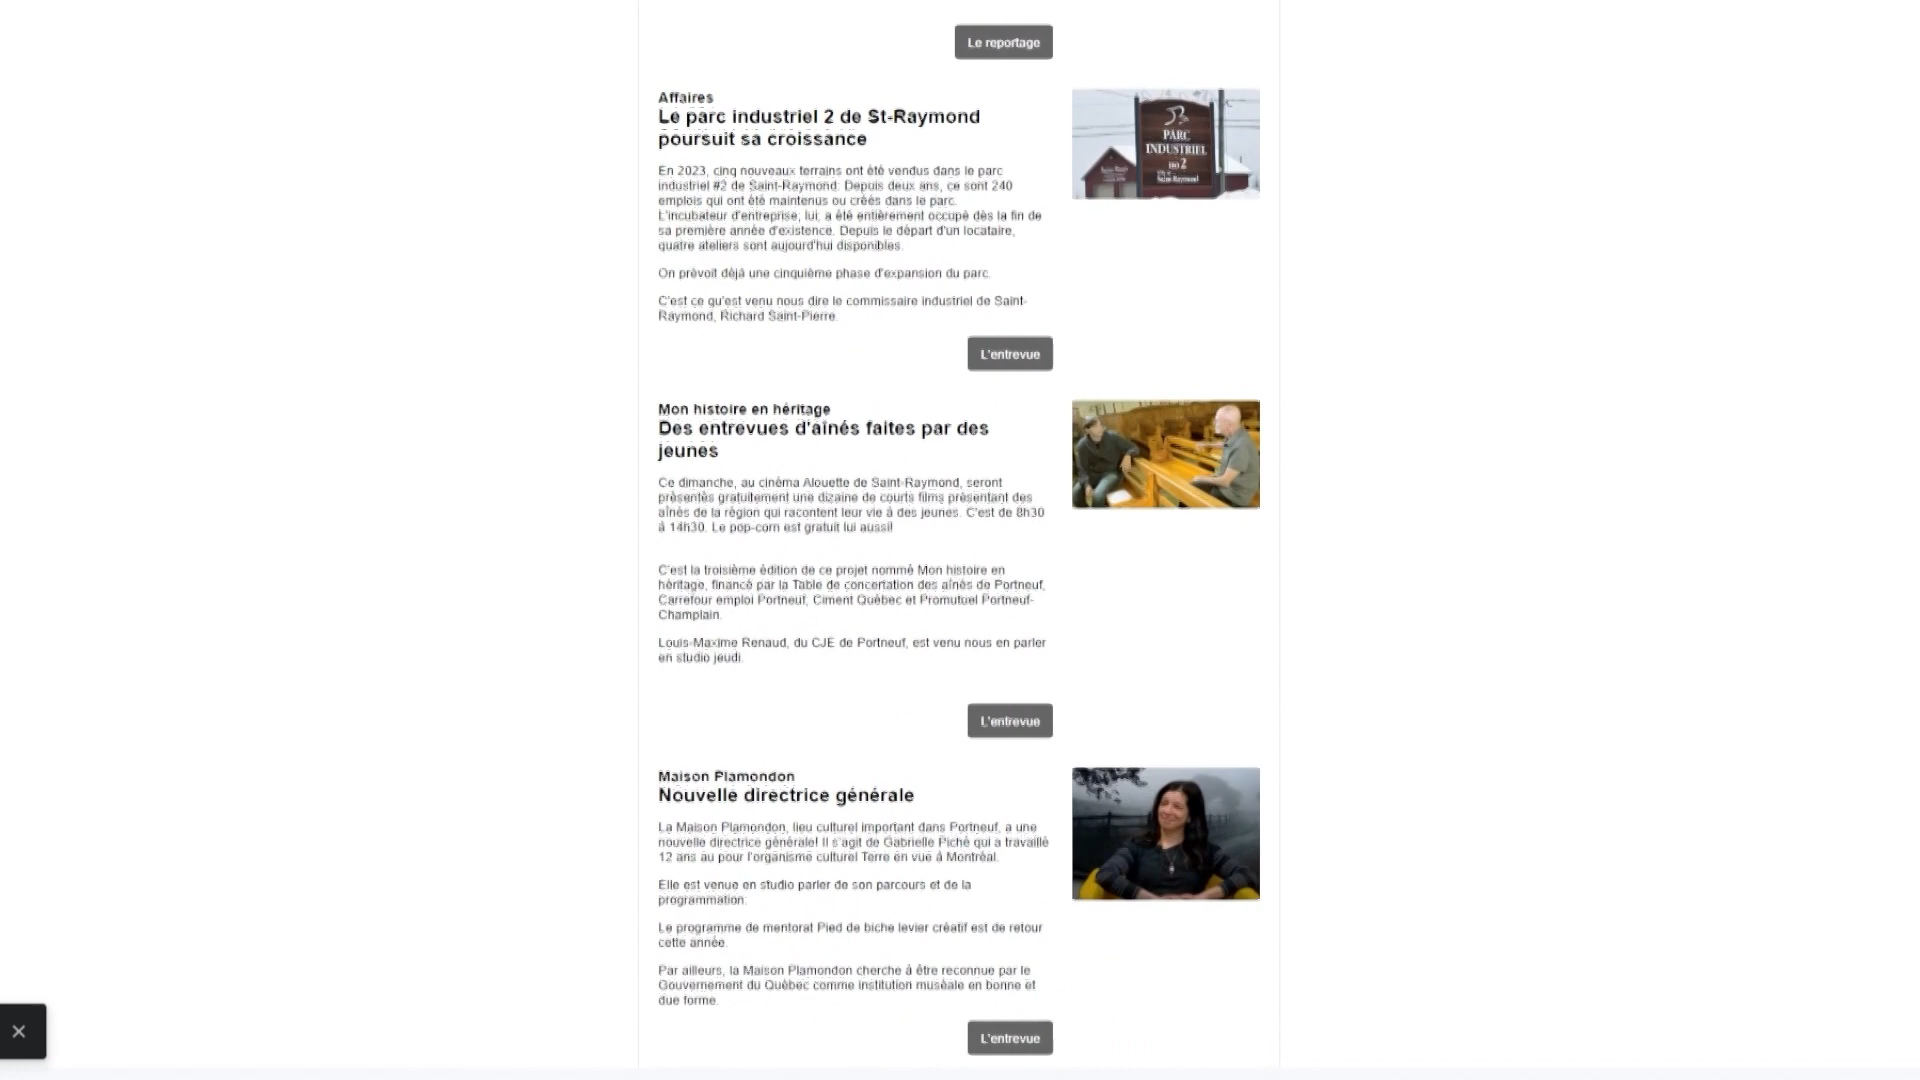 Le reportage
Affaires
Le parc industriel 2 de St-Raymond
poursuit sa croissance
En 2023, cinq nouveaux terrains ont été vendus dans le parc
industriel #2 de Saint-Raymond. Depuis deux ans, ce sont 240
emplois qui ont été maintenus ou créés dans le parc.
L'incubateur d'entreprise, lui, a été entièrement occupé dès la fin de
sa première année d'existence. Depuis le départ d'un locataire,
quatre ateliers sont aujourd'hui disponibles.
On prévoit déjà une cinquième phase d'expansion du parc.
C'est ce qu'est venu nous dire le commissaire industriel de Saint-
Raymond, Richard Saint-Pierre.
PARC
INDUSTRIEL
NO 2
Saint-Raymond
L'entrevue
Mon histoire en héritage
Des entrevues d'aînés faites par des
jeunes
Ce dimanche, au cinéma Alouette de Saint-Raymond, seront
présentés gratuitement une dizaine de courts films présentant des
aînés de la région qui racontent leur vie à des jeunes. C'est de 8h30
à 14h30. Le pop-corn est gratuit lui aussi!
C'est la troisième édition de ce projet nommé Mon histoire en
héritage, financé par la Table de concertation des aînés de Portneuf,
Carrefour emploi Portneuf, Ciment Québec et Promutuel Portneuf-
Champlain.
Louis-Maxime Renaud, du CJE de Portneuf, est venu nous en parler
en studio jeudi.
L'entrevue
Maison Plamondon
Nouvelle directrice générale
La Maison Plamondon, lieu culturel important dans Portneuf, a une
nouvelle directrice générale! Il s'agit de Gabrielle Piché qui a travaillé
12 ans au pour l'organisme culturel Terre en vue à Montréal.
Elle est venue en studio parler de son parcours et de la
programmation.
Le programme de mentorat Pied de biche levier créatif est de retour
cette année.
Par ailleurs, la Maison Plamondon cherche à être reconnue par le
Gouvernement du Québec comme institution muséale en bonne et
due forme.
L'entrevue